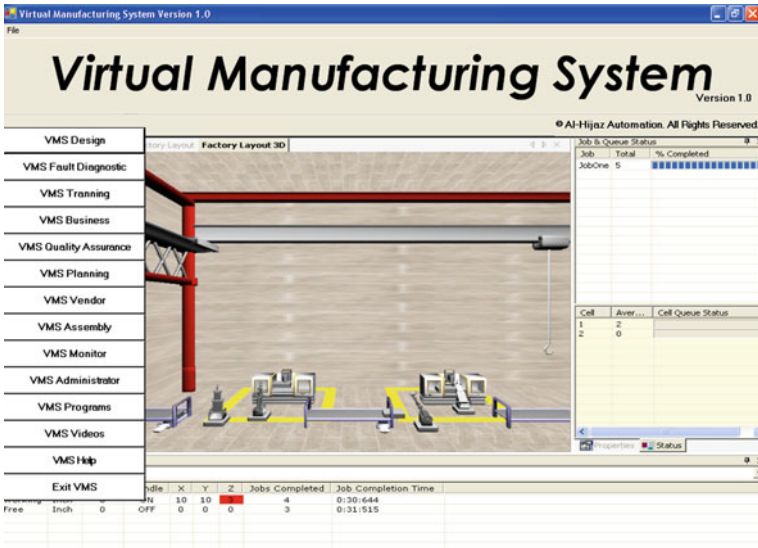 Virtual Manufacturing System Version 1.0
File
Virtual Manufacturing System
Version 1.0
© Al-Hijaz Automation. All Rights Reserved.
VMS Design
VMS Fault Diagnostic
VMS Tranning
VMS Business
VMS Quality Assurance
VMS Planning
VMS Vendor
VMS Assembly
VMS Monitor
VMS Administrator
VMS Programs
VMS Videos
VMS Help
Exit VMS
Layout Factory Layout 3D
Job & Queue Status
Job Total % Completed
JobOne 5
Cell Aver... Cell Queue Status
1 2
2 0
Properties Status
X Y Z Jobs Completed Job Completion Time
Inch 0 10 10 3 4 0:30:644
Free Inch 0 OFF 0 0 0 3 0:31:515